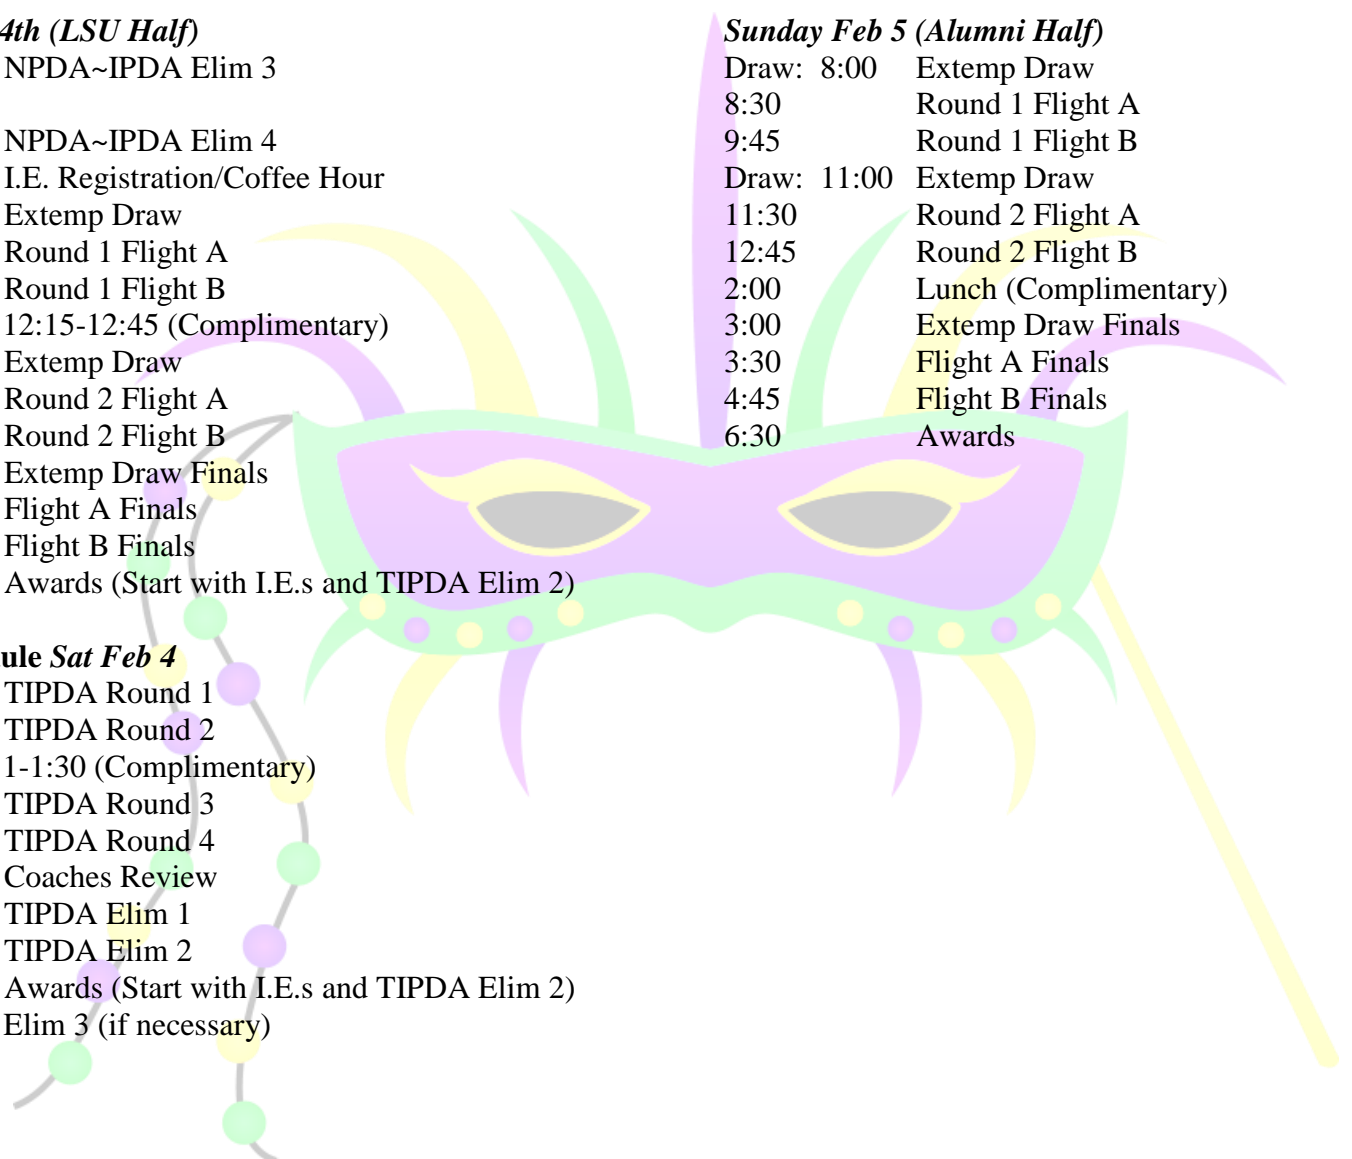 4th (LSU Half)
NPDA~IPDA Elim 3
NPDA~IPDA Elim 4
I.E. Registration/Coffee Hour
Extemp Draw
Round 1 Flight A
Round 1 Flight B
12:15-12:45 (Complimentary)
Extemp Draw
Round 2 Flight A
Round 2 Flight B
Extemp Draw Finals
Flight A Finals
Flight B Finals
Awards (Start with I.E.s and TIPDA Elim 2)
ule Sat Feb 4
TIPDA Round 1
TIPDA Round 2
1-1:30 (Complimentary)
TIPDA Round 3
TIPDA Round 4
Coaches Review
TIPDA Elim 1
TIPDA Elim 2
Awards (Start with I.E.s and TIPDA Elim 2)
Elim 3 (if necessary)
Sunday Feb 5 (Alumni Half)
Draw: 8:00 Extemp Draw
8:30 Round 1 Flight A
9:45 Round 1 Flight B
Draw: 11:00 Extemp Draw
11:30 Round 2 Flight A
12:45 Round 2 Flight B
2:00 Lunch (Complimentary)
3:00 Extemp Draw Finals
3:30 Flight A Finals
4:45 Flight B Finals
6:30 Awards